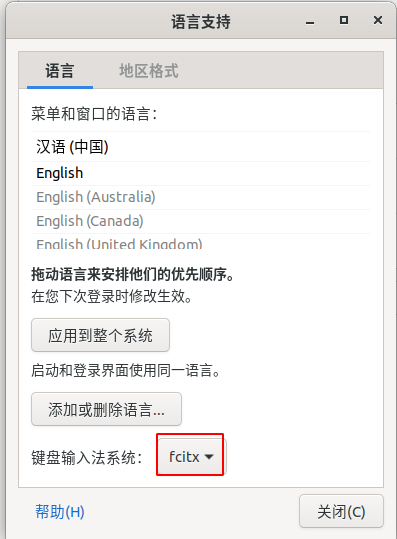 语言支持
语言 地区格式
菜单和窗口的语言：
汉语 (中国)
English
English (Australia)
English (Canada)
English (United Kingdom)
拖动语言来安排他们的优先顺序。
在您下次登录时修改生效。
应用到整个系统
启动和登录界面使用同一语言。
添加或删除语言...
键盘输入法系统： fcitx
帮助(H) 关闭(C)